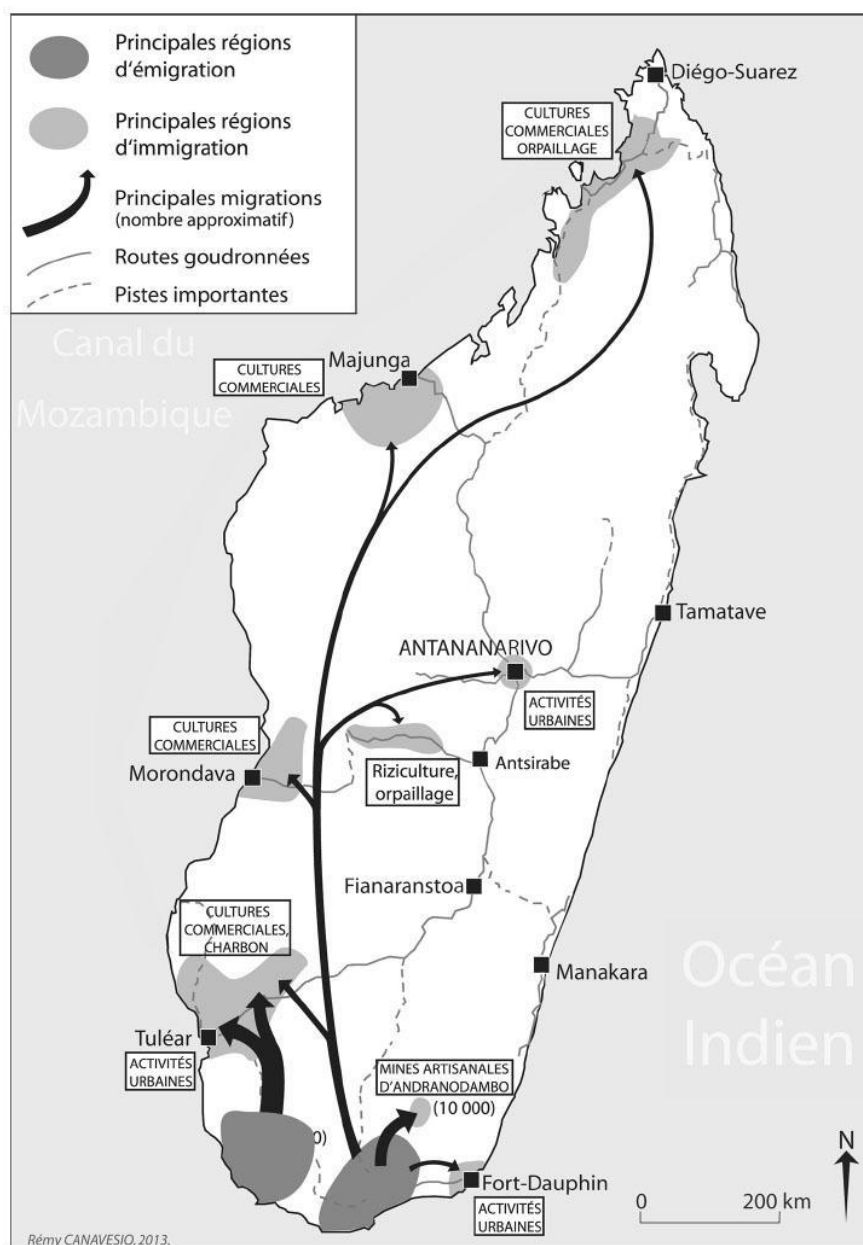 Principales régions
d'émigration
Principales régions
d'immigration
Principales migrations
(nombre approximatif)
Routes goudronnées
Pistes importantes
Canal du
Mozambique
Diégo-Suarez
CULTURES
COMMERCIALES
ORPAILLAGE
Majunga
CULTURES
COMMERCIALES
Tamatave
ANTANANARIVO
ACTIVITÉS
URBAINES
CULTURES
COMMERCIALES
Morondava
Riziculture,
orpaillage
Antsirabe
Fianaranstoa
CULTURES
COMMERCIALES,
CHARBON
Manakara
Océan
Indien
Tuléar
ACTIVITÉS
URBAINES
MINES ARTISANALES
D'ANDRANODAMBO
(10 000)
Fort-Dauphin
ACTIVITÉS
URBAINES
N
0 200 km
Rémy CANAVESIO, 2013.